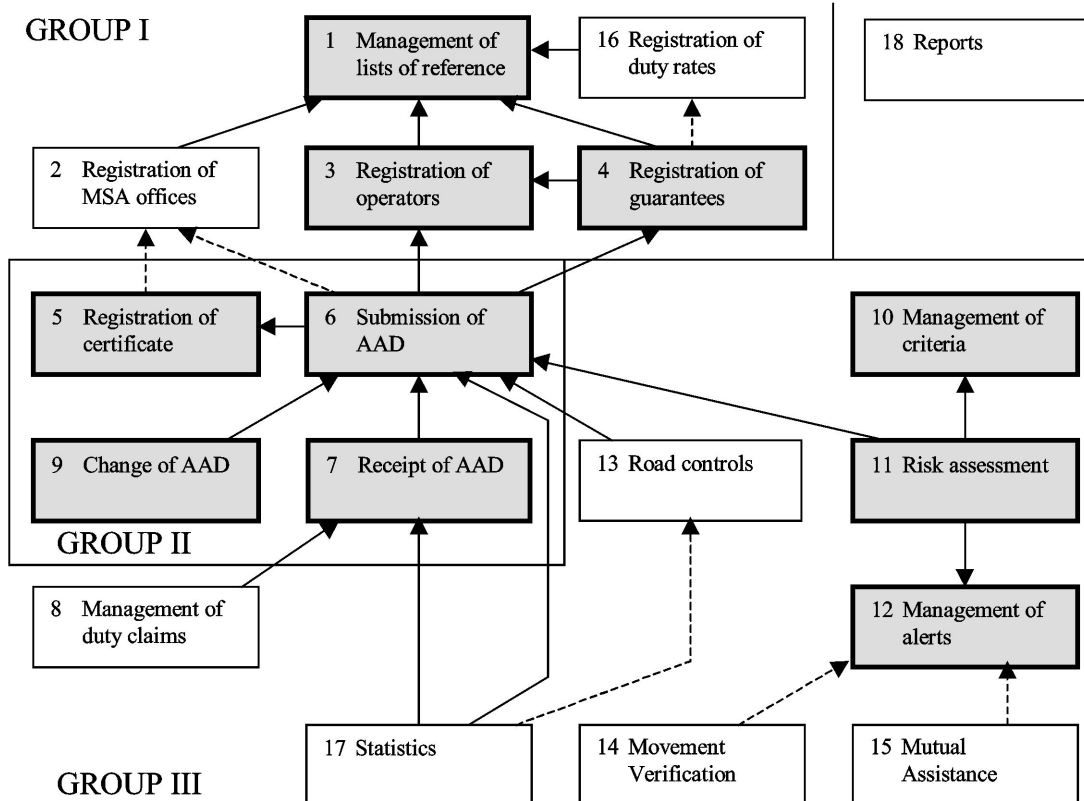 GROUP I
1 Management of
lists of reference
16 Registration of
duty rates
18 Reports
2 Registration of
MSA offices
3 Registration of
operators
4 Registration of
guarantees
5 Registration of
certificate
6 Submission of
AAD
10 Management of
criteria
9 Change of AAD
7 Receipt of AAD
13 Road controls
11 Risk assessment
GROUP II
8 Management of
duty claims
12 Management of
alerts
17 Statistics
14 Movement
Verification
15 Mutual
Assistance
GROUP III